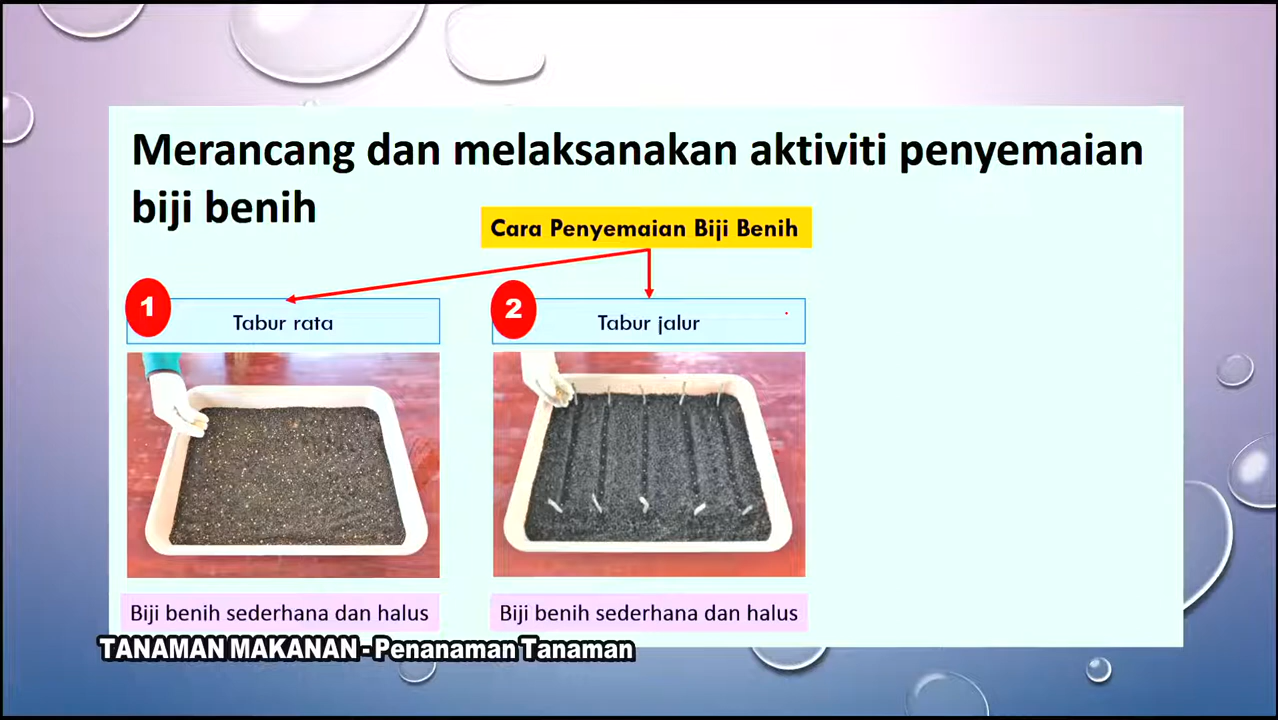 Merancang dan melaksanakan aktiviti penyemaian
biji benih
Cara Penyemaian Biji Benih
1
Tabur rata
2
Tabur jalur
Biji benih sederhana dan halus
Biji benih sederhana dan halus
TANAMAN MAKANAN - Penanaman Tanaman